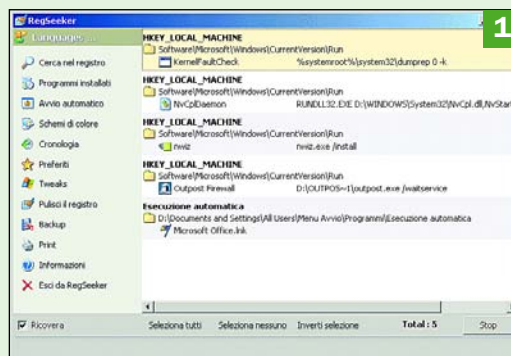 RegSeeker
1
Languages ...
Cerca nel registro
Programmi installati
Avvio automatico
Schemi di colore
Cronologia
Preferiti
Tweaks
Pulisci il registro
Backup
Print
Informazioni
Esci da RegSeeker
HKEY_LOCAL_MACHINE
Software\Microsoft\Windows\CurrentVersion\Run
KernelFaultCheck %systemroot%\system32\dumprep 0 -k
HKEY_LOCAL_MACHINE
Software\Microsoft\Windows\CurrentVersion\Run
NvCplDaemon RUNDLL32.EXE D:\WINDOWS\System32\NvCpl.dll,NvStar
HKEY_LOCAL_MACHINE
Software\Microsoft\Windows\CurrentVersion\Run
nwiz nwiz.exe /install
HKEY_LOCAL_MACHINE
Software\Microsoft\Windows\CurrentVersion\Run
Outpost Firewall D:\OUTPOS~1\outpost.exe /waitservice
Esecuzione automatica
D:\Documents and Settings\All Users\Menu Avvio\Programmi\Esecuzione automatica
Microsoft Office.lnk
Ricovera Seleziona tutti Seleziona nessuno Inverti selezione Total : 5 Stop